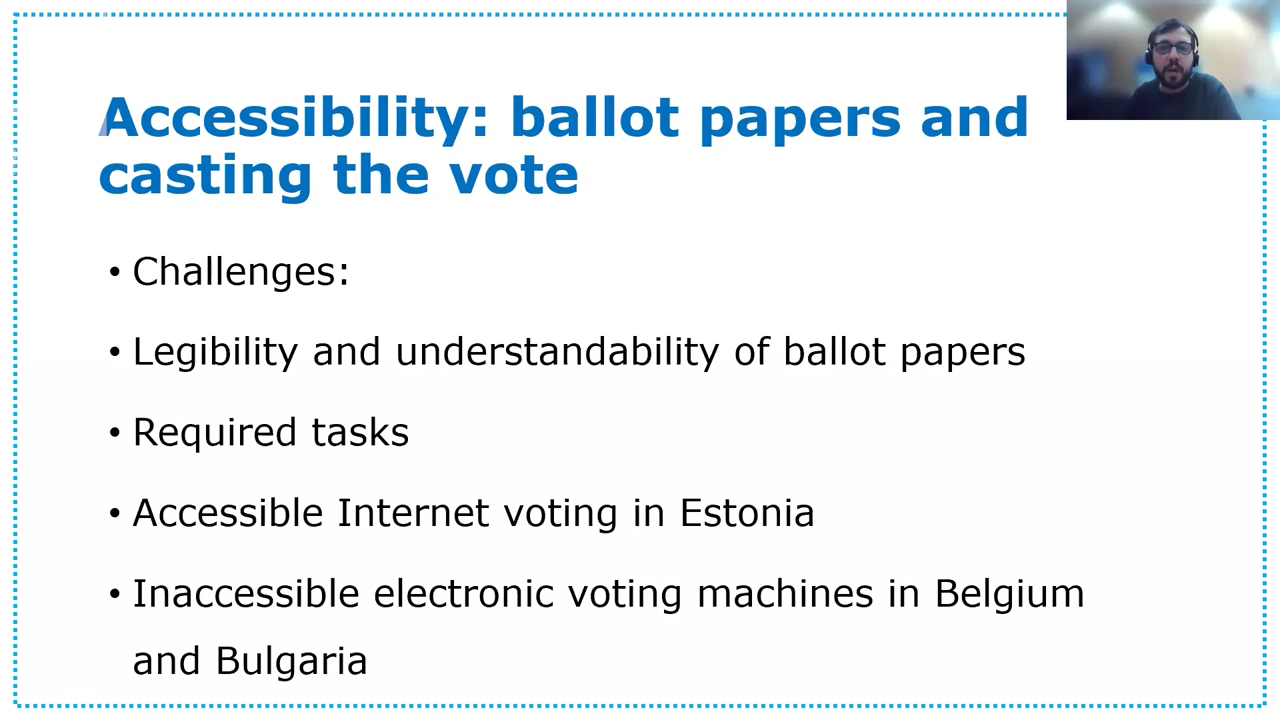 Accessibility: ballot papers and
casting the vote
• Challenges:
• Legibility and understandability of ballot papers
• Required tasks
• Accessible Internet voting in Estonia
• Inaccessible electronic voting machines in Belgium
and Bulgaria